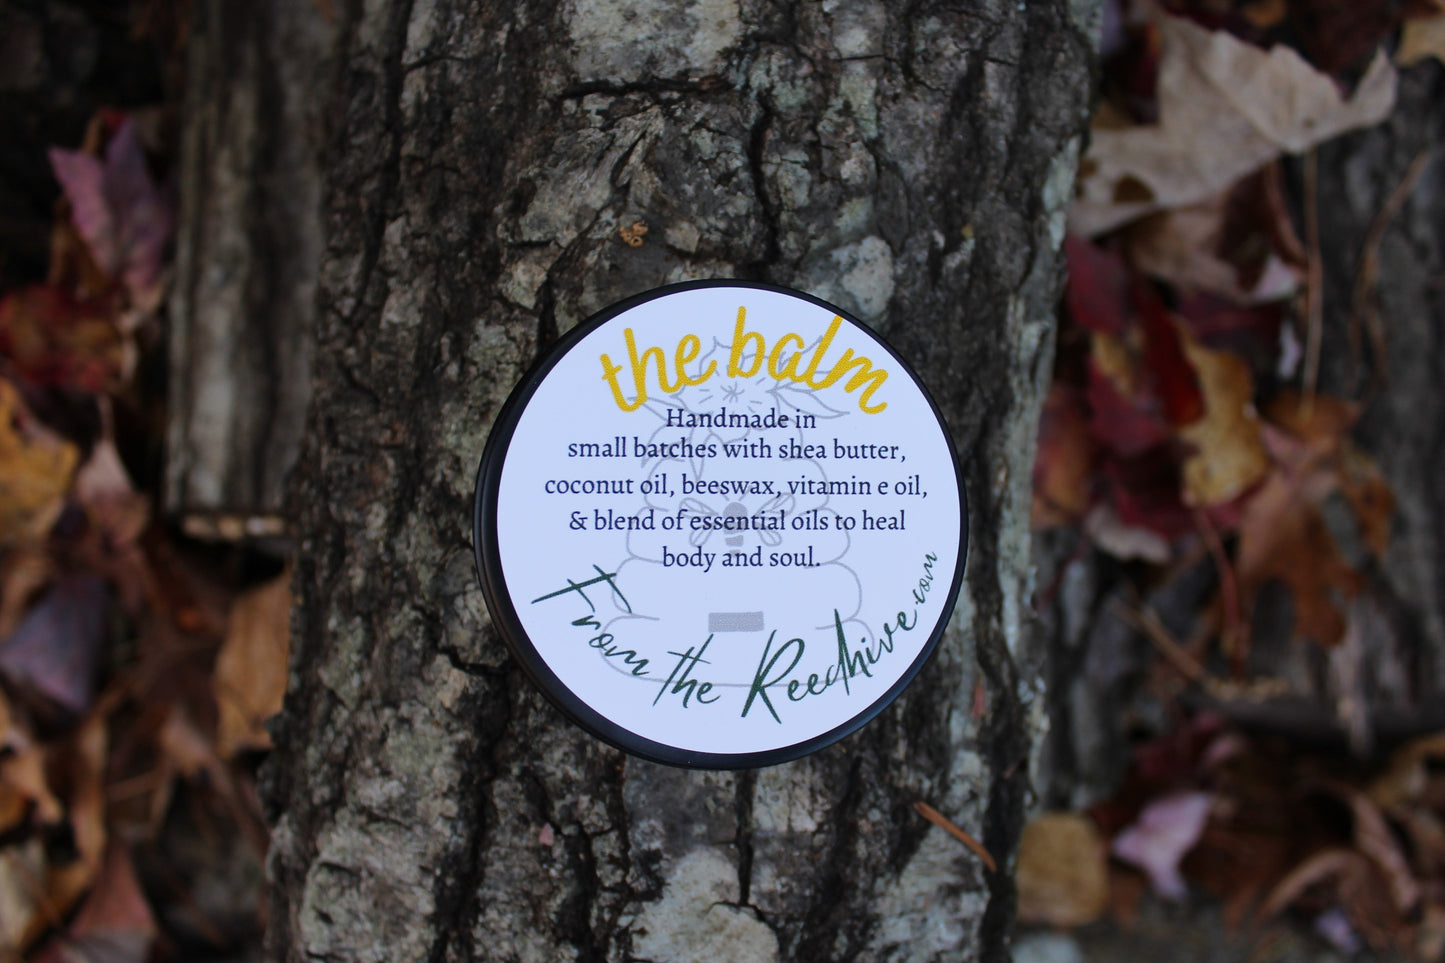 the balm
Handmade in
small batches with shea butter,
coconut oil, beeswax, vitamin e oil,
& blend of essential oils to heal
body and soul.
From the Reedhive.com